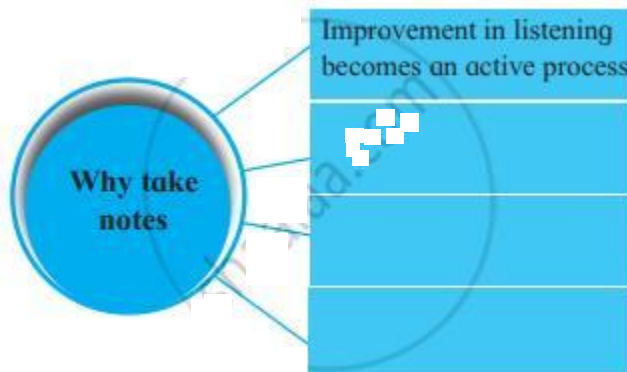 Improvement in listening
becomes an active process
Why take
notes